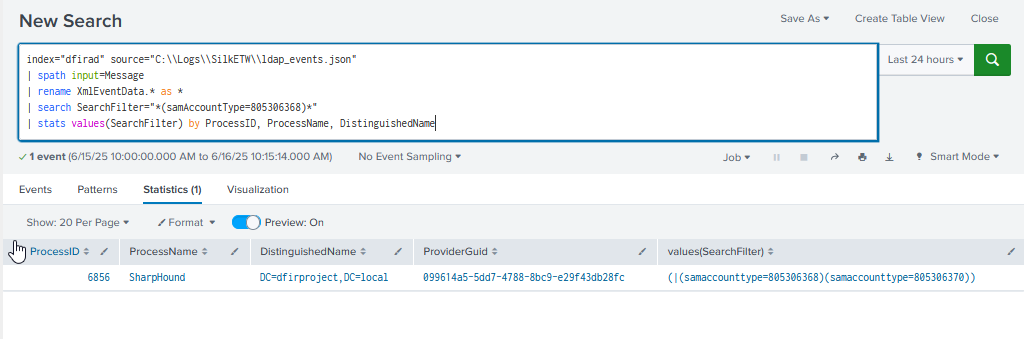 New Search
Save As ▾ Create Table View Close
index="dfirad" source="C:\\Logs\\SilkETW\\ldap_events.json"
| spath input=Message
| rename XmlEventData.* as *
| search SearchFilter="*(samAccountType=805306368)*"
| stats values(SearchFilter) by ProcessID, ProcessName, DistinguishedName
Last 24 hours ▾
✓ 1 event (6/15/25 10:00:00.000 AM to 6/16/25 10:15:14.000 AM) No Event Sampling ▾ Job ▾ Smart Mode ▾
Events Patterns Statistics (1) Visualization
Show: 20 Per Page ▾ Format ▾ Preview: On
ProcessID ProcessName DistinguishedName ProviderGuid values(SearchFilter)
6856 SharpHound DC=dfirproject,DC=local 099614a5-5dd7-4788-8bc9-e29f43db28fc (|(samaccounttype=805306368)(samaccounttype=805306370))